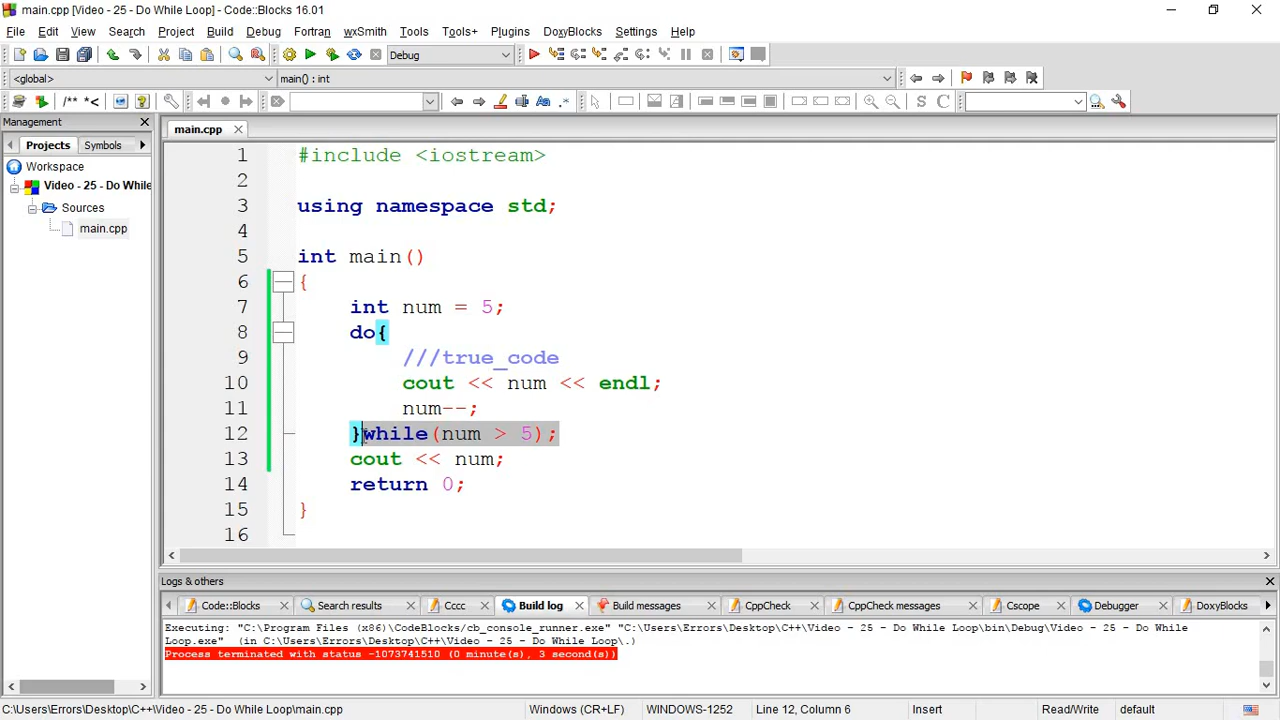 main.cpp [Video - 25 - Do While Loop] - Code::Blocks 16.01
File Edit View Search Project Build Debug Fortran wxSmith Tools Tools+ Plugins DoxyBlocks Settings Help
Debug
<global> main() : int
/** *< Aa .* S C
Management
main.cpp
Projects Symbols
Workspace
Video - 25 - Do While
Sources
main.cpp
1 #include <iostream>
2
3 using namespace std;
4
5 int main()
6 {
7 int num = 5;
8 do{
9 ///true_code
10 cout << num << endl;
11 num--;
12 }while(num > 5);
13 cout << num;
14 return 0;
15 }
16
Logs & others
Code::Blocks Search results Cccc Build log Build messages CppCheck CppCheck messages Cscope Debugger DoxyBlocks
Executing: "C:\Program Files (x86)\CodeBlocks/cb_console_runner.exe" "C:\Users\Errors\Desktop\C++\Video - 25 - Do While Loop\bin\Debug\Video - 25 - Do While
Loop.exe" (in C:\Users\Errors\Desktop\C++\Video - 25 - Do While Loop\.)
Process terminated with status -1073741510 (0 minute(s), 3 second(s))
C:\Users\Errors\Desktop\C++\Video - 25 - Do While Loop\main.cpp Windows (CR+LF) WINDOWS-1252 Line 12, Column 6 Insert Read/Write default